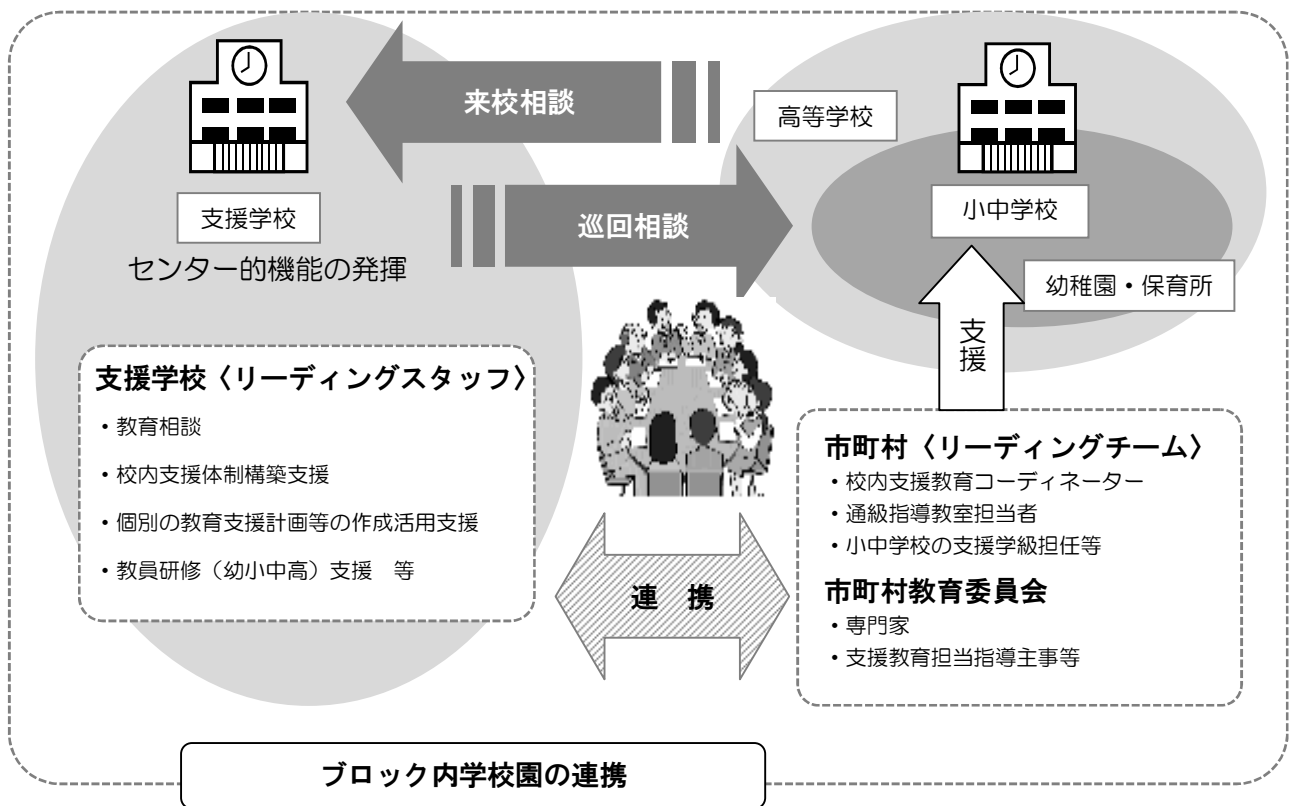 来校相談
高等学校
支援学校
巡回相談
小中学校
センター的機能の発揮
幼稚園・保育所
支援
支援学校〈リーディングスタッフ〉
・教育相談
・校内支援体制構築支援
・個別の教育支援計画等の作成活用支援
・教員研修（幼小中高）支援　等
連　携
市町村〈リーディングチーム〉
・校内支援教育コーディネーター
・通級指導教室担当者
・小中学校の支援学級担任等
市町村教育委員会
・専門家
・支援教育担当指導主事等
ブロック内学校園の連携